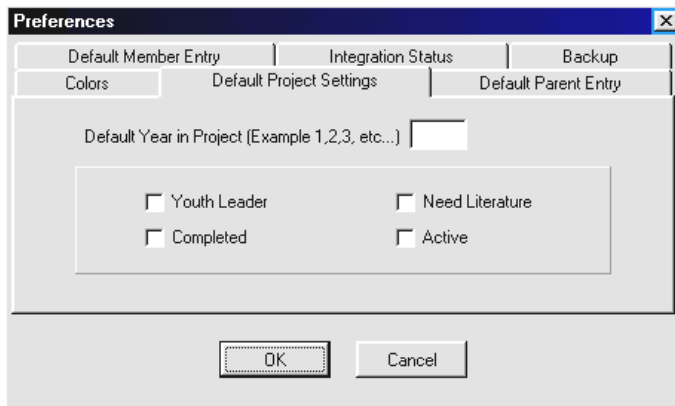 Preferences
Default Member Entry Integration Status Backup
Colors Default Project Settings Default Parent Entry
Default Year in Project (Example 1,2,3, etc...)
Youth Leader Need Literature
Completed Active
OK Cancel